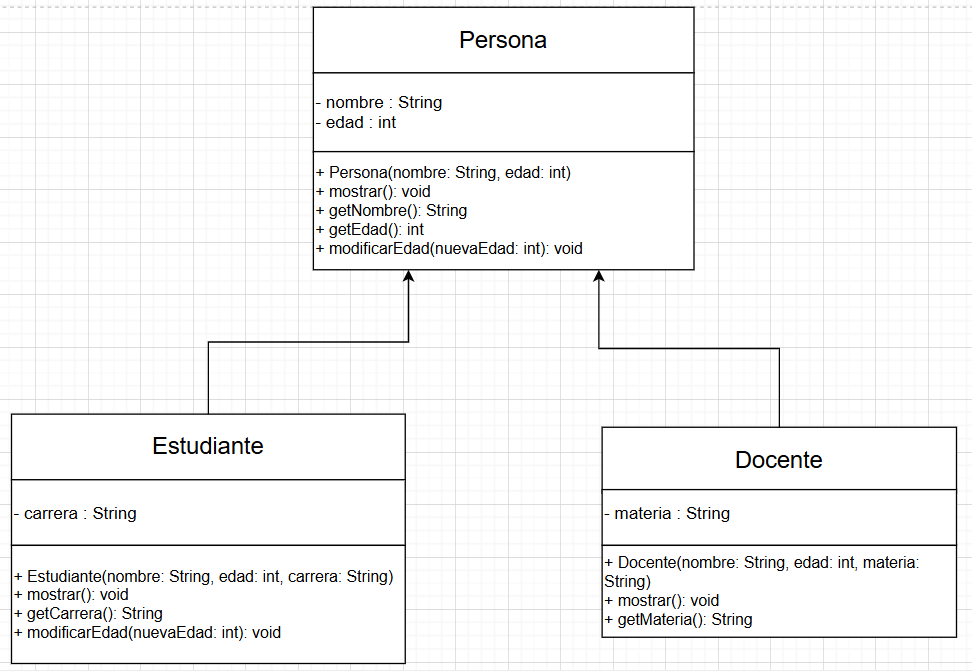 Persona
- nombre : String
- edad : int
+ Persona(nombre: String, edad: int)
+ mostrar(): void
+ getNombre(): String
+ getEdad(): int
+ modificarEdad(nuevaEdad: int): void
Estudiante
- carrera : String
+ Estudiante(nombre: String, edad: int, carrera: String)
+ mostrar(): void
+ getCarrera(): String
+ modificarEdad(nuevaEdad: int): void
Docente
- materia : String
+ Docente(nombre: String, edad: int, materia:
String)
+ mostrar(): void
+ getMateria(): String